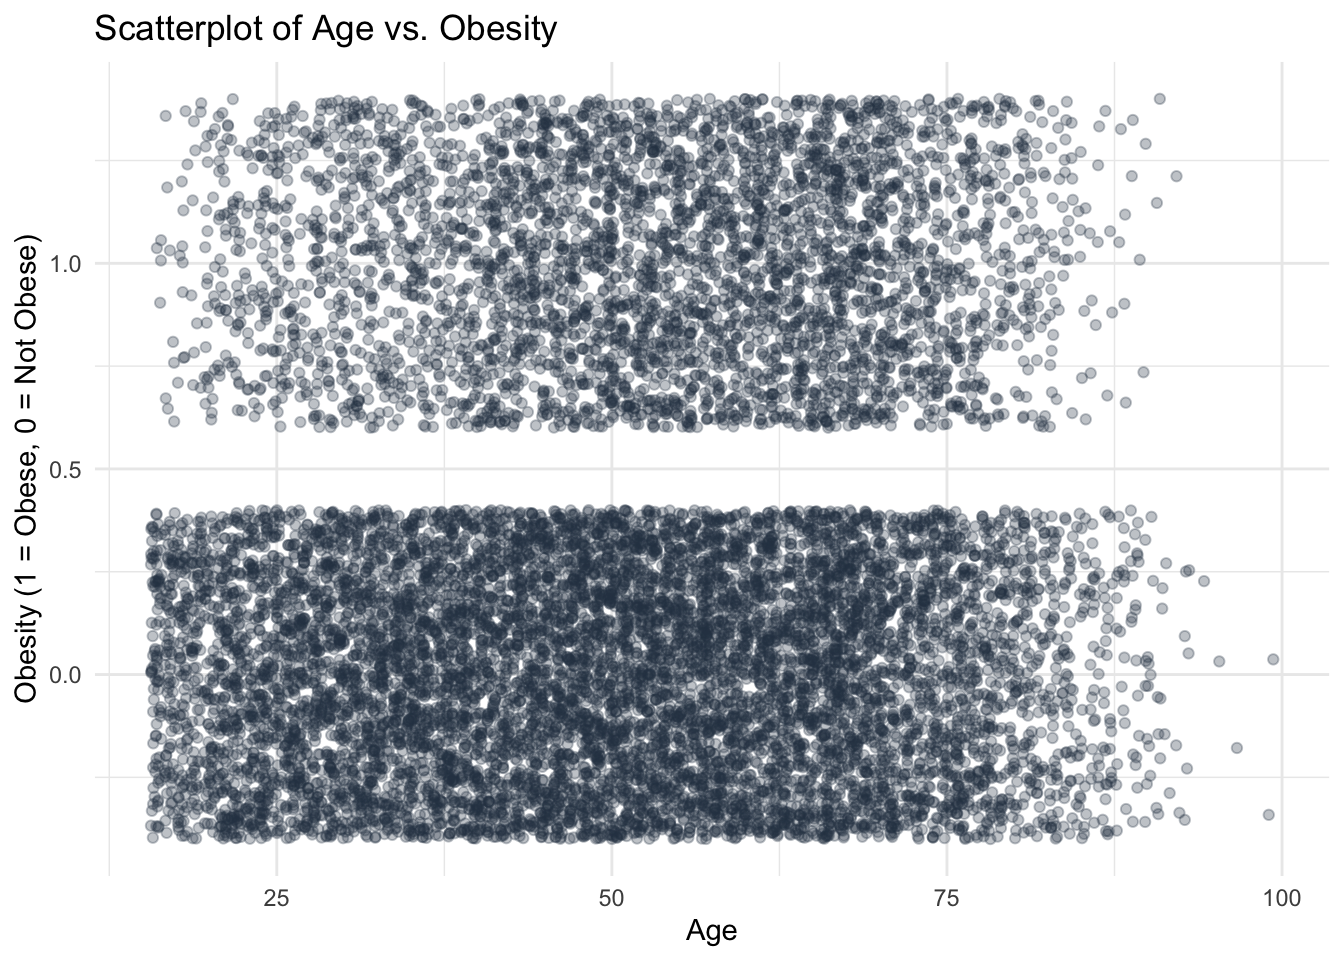 Scatterplot of Age vs. Obesity
Obesity (1 = Obese, 0 = Not Obese)
1.0
0.5
0.0
25
50
75
100
Age